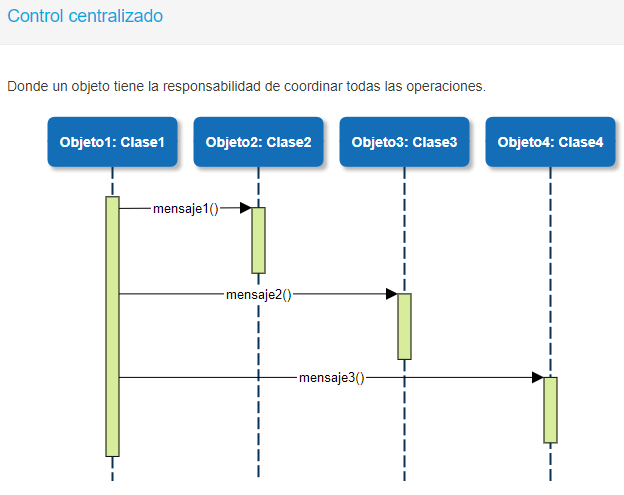 Control centralizado
Donde un objeto tiene la responsabilidad de coordinar todas las operaciones.
Objeto1: Clase1
Objeto2: Clase2
Objeto3: Clase3
Objeto4: Clase4
mensaje1()
mensaje2()
mensaje3()